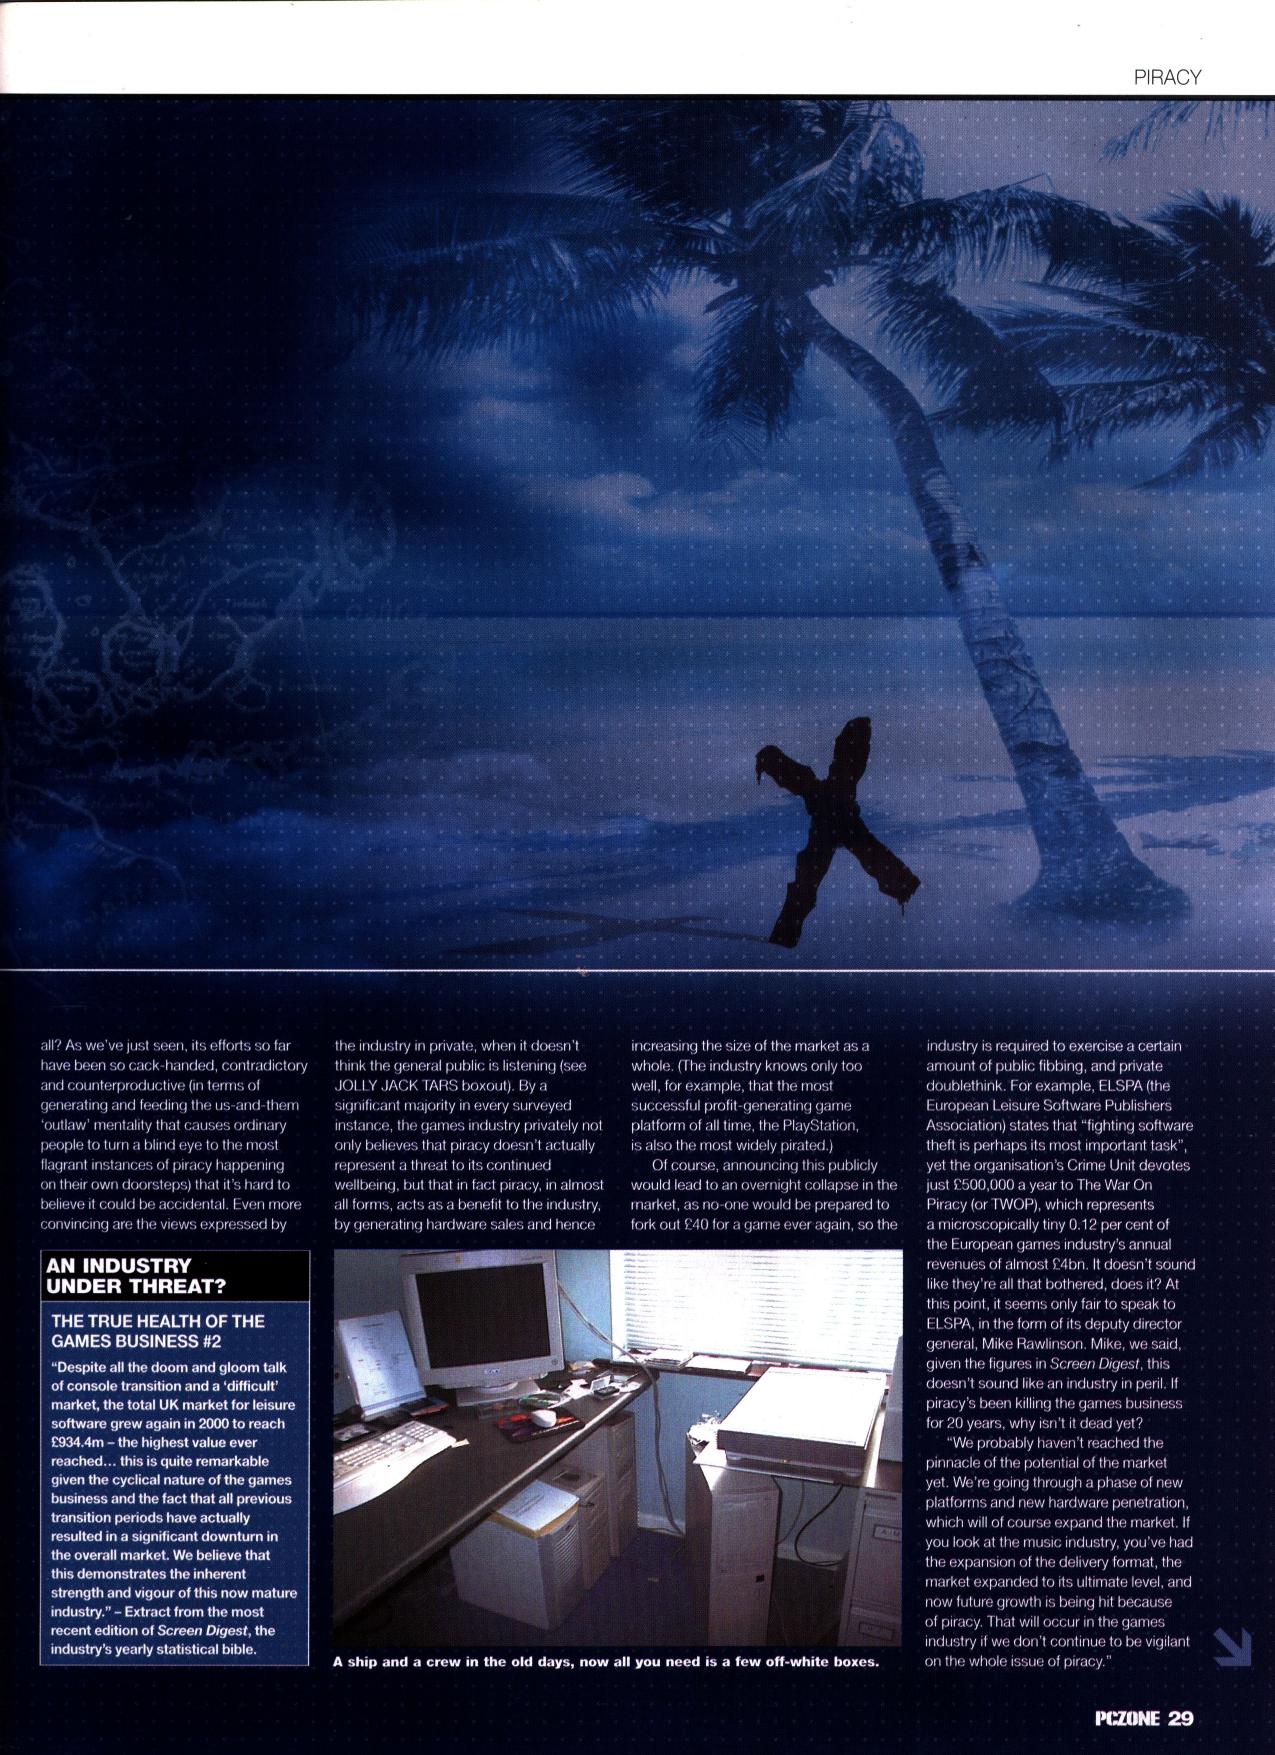 PIRACY
all? As we've just seen, its efforts so far
have been so cack-handed, contradictory
and counterproductive (in terms of
generating and feeding the us-and-them
'outlaw' mentality that causes ordinary
people to turn a blind eye to the most
flagrant instances of piracy happening
on their own doorsteps) that it's hard to
believe it could be accidental. Even more
convincing are the views expressed by
the industry in private, when it doesn't
think the general public is listening (see
JOLLY JACK TARS boxout). By a
significant majority in every surveyed
instance, the games industry privately not
only believes that piracy doesn't actually
represent a threat to its continued
wellbeing, but that in fact piracy, in almost
all forms, acts as a benefit to the industry,
by generating hardware sales and hence
increasing the size of the market as a
whole. (The industry knows only too
well, for example, that the most
successful profit-generating game
platform of all time, the PlayStation,
is also the most widely pirated.)
Of course, announcing this publicly
would lead to an overnight collapse in the
market, as no-one would be prepared to
fork out £40 for a game ever again, so the
industry is required to exercise a certain
amount of public fibbing, and private
doublethink. For example, ELSPA (the
European Leisure Software Publishers
Association) states that "fighting software
theft is perhaps its most important task",
yet the organisation's Crime Unit devotes
just £500,000 a year to The War On
Piracy (or TWOP), which represents
a microscopically tiny 0.12 per cent of
the European games industry's annual
revenues of almost £4bn. It doesn't sound
like they're all that bothered, does it? At
this point, it seems only fair to speak to
ELSPA, in the form of its deputy director
general, Mike Rawlinson. Mike, we said,
given the figures in Screen Digest, this
doesn't sound like an industry in peril. If
piracy's been killing the games business
for 20 years, why isn't it dead yet?
"We probably haven't reached the
pinnacle of the potential of the market
yet. We're going through a phase of new
platforms and new hardware penetration,
which will of course expand the market. If
you look at the music industry, you've had
the expansion of the delivery format, the
market expanded to its ultimate level, and
now future growth is being hit because
of piracy. That will occur in the games
industry if we don't continue to be vigilant
on the whole issue of piracy."
AN INDUSTRY
UNDER THREAT?
THE TRUE HEALTH OF THE
GAMES BUSINESS #2
"Despite all the doom and gloom talk
of console transition and a 'difficult'
market, the total UK market for leisure
software grew again in 2000 to reach
£934.4m – the highest value ever
reached... this is quite remarkable
given the cyclical nature of the games
business and the fact that all previous
transition periods have actually
resulted in a significant downturn in
the overall market. We believe that
this demonstrates the inherent
strength and vigour of this now mature
industry." – Extract from the most
recent edition of Screen Digest, the
industry's yearly statistical bible.
A ship and a crew in the old days, now all you need is a few off-white boxes.
PCZONE 29